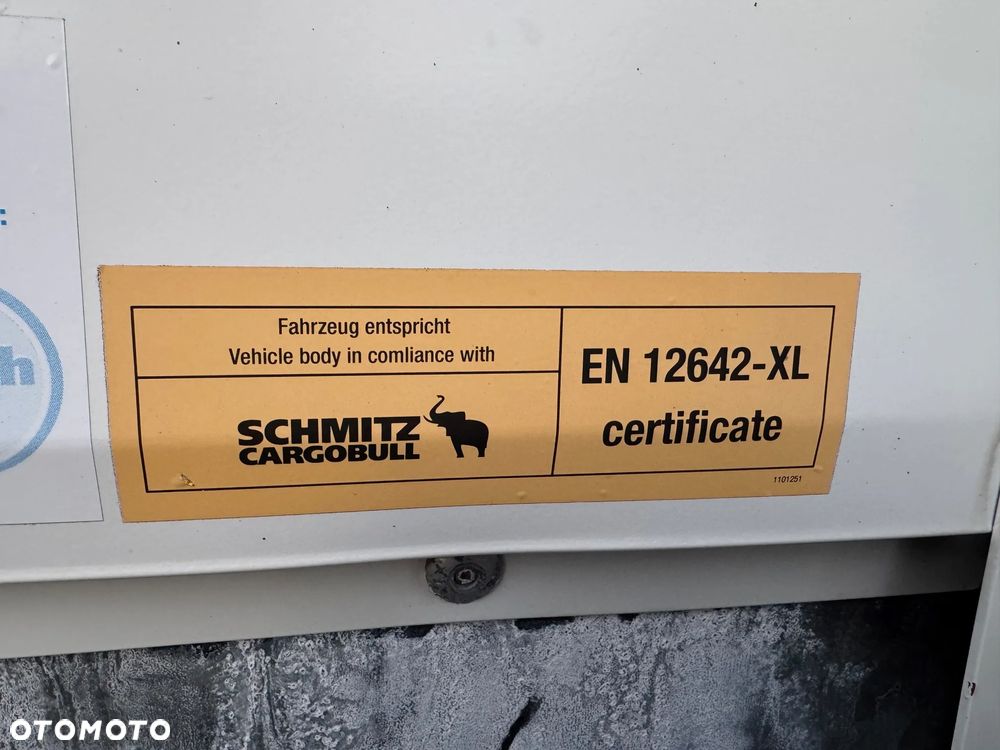 Fahrzeug entspricht
Vehicle body in comliance with
SCHMITZ
CARGOBULL
EN 12642-XL
certificate
1101251
OTOMOTO